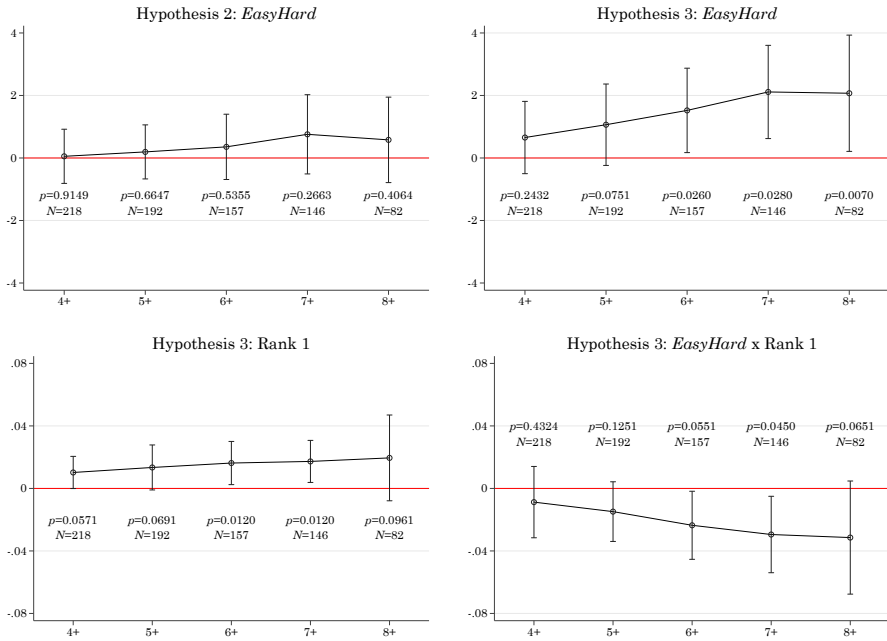 Hypothesis 2: EasyHard
4
2
0
-2
-4
p=0.9149 p=0.6647 p=0.5355 p=0.2663 p=0.4064
N=218 N=192 N=157 N=146 N=82
4+ 5+ 6+ 7+ 8+
Hypothesis 3: EasyHard
4
2
0
-2
-4
p=0.2432 p=0.0751 p=0.0260 p=0.0280 p=0.0070
N=218 N=192 N=157 N=146 N=82
4+ 5+ 6+ 7+ 8+
Hypothesis 3: Rank 1
.08
.04
0
-.04
-.08
p=0.0571 p=0.0691 p=0.0120 p=0.0120 p=0.0961
N=218 N=192 N=157 N=146 N=82
4+ 5+ 6+ 7+ 8+
Hypothesis 3: EasyHard x Rank 1
.08
.04
0
-.04
-.08
p=0.4324 p=0.1251 p=0.0551 p=0.0450 p=0.0651
N=218 N=192 N=157 N=146 N=82
4+ 5+ 6+ 7+ 8+